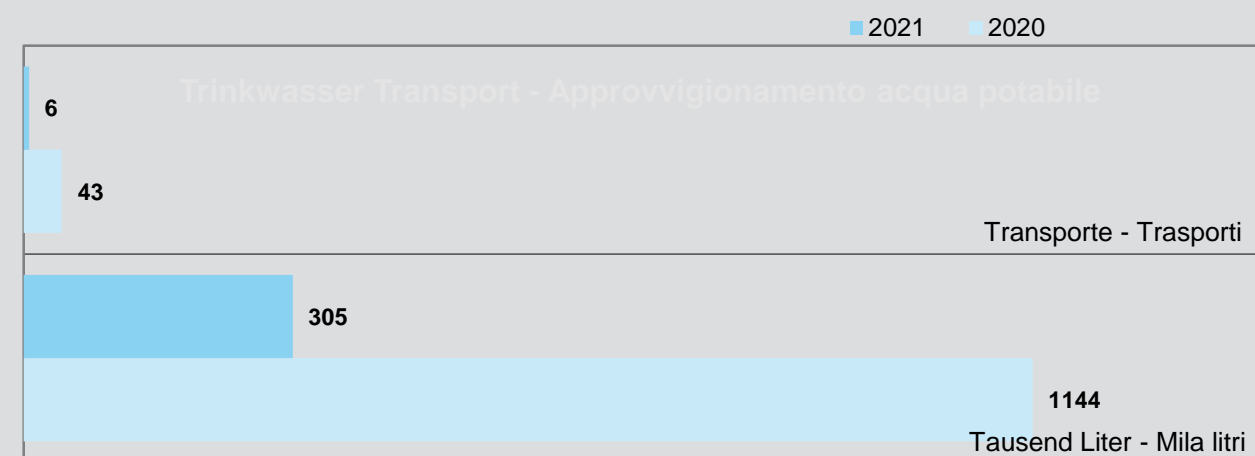 2021 2020
Trinkwasser Transport - Approvvigionamento acqua potabile
6
43
Transporte - Trasporti
305
1144
Tausend Liter - Mila litri